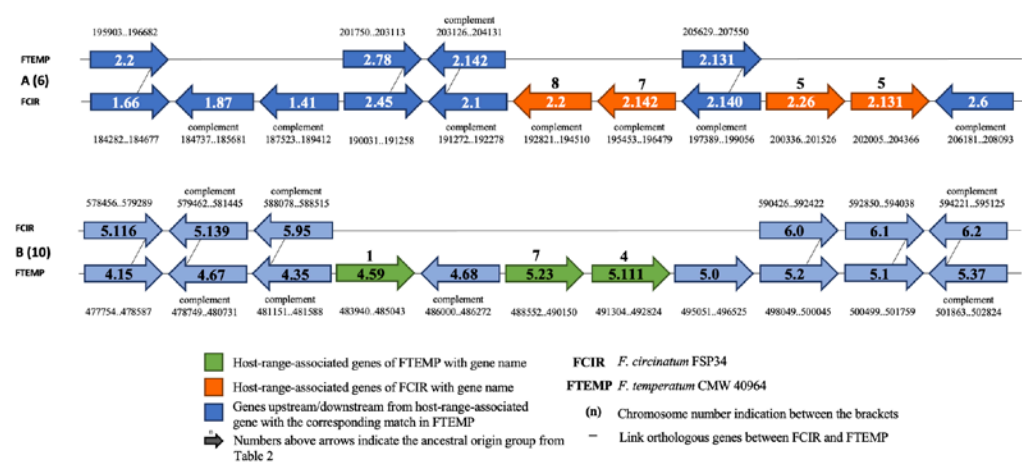 complement
195903..196682 201750..203113 203126..204131 205629..207550
FTEMP 2.2 2.78 2.142 2.131
A (6) 8 7 5 5
FCIR 1.66 1.87 1.41 2.45 2.1 2.2 2.142 2.140 2.26 2.131 2.6
complement complement complement complement complement complement complement
184282..184677 184737..185681 187523..189412 190031..191258 191272..192278 192821..194510 195453..196479 197389..199056 200336..201526 202005..204366 206181..208093
complement complement complement
578456..579289 579462..581445 588078..588515 590426..592422 592850..594038 594221..595125
FCIR 5.116 5.139 5.95 6.0 6.1 6.2
B (10) 1 7 4
FTEMP 4.15 4.67 4.35 4.59 4.68 5.23 5.111 5.0 5.2 5.1 5.37
complement complement complement complement
477754..478587 478749..480731 481151..481588 483940..485043 486000..486272 488552..490150 491304..492824 495051..496525 498049..500045 500499..501759 501863..502824
Host-range-associated genes of FTEMP with gene name
Host-range-associated genes of FCIR with gene name
Genes upstream/downstream from host-range-associated
gene with the corresponding match in FTEMP
n
Numbers above arrows indicate the ancestral origin group from
Table 2
FCIR F. circinatum FSP34
FTEMP F. temperatum CMW 40964
(n) Chromosome number indication between the brackets
– Link orthologous genes between FCIR and FTEMP